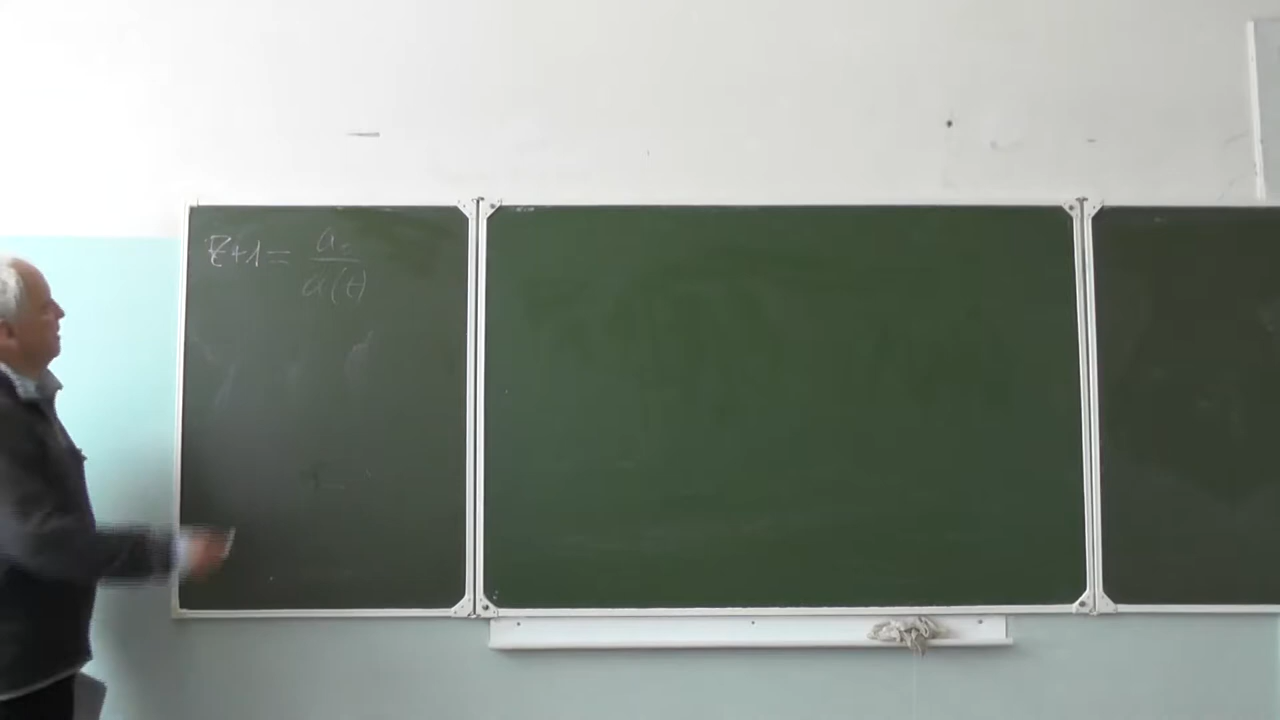 z+1 = a₀/a(t)